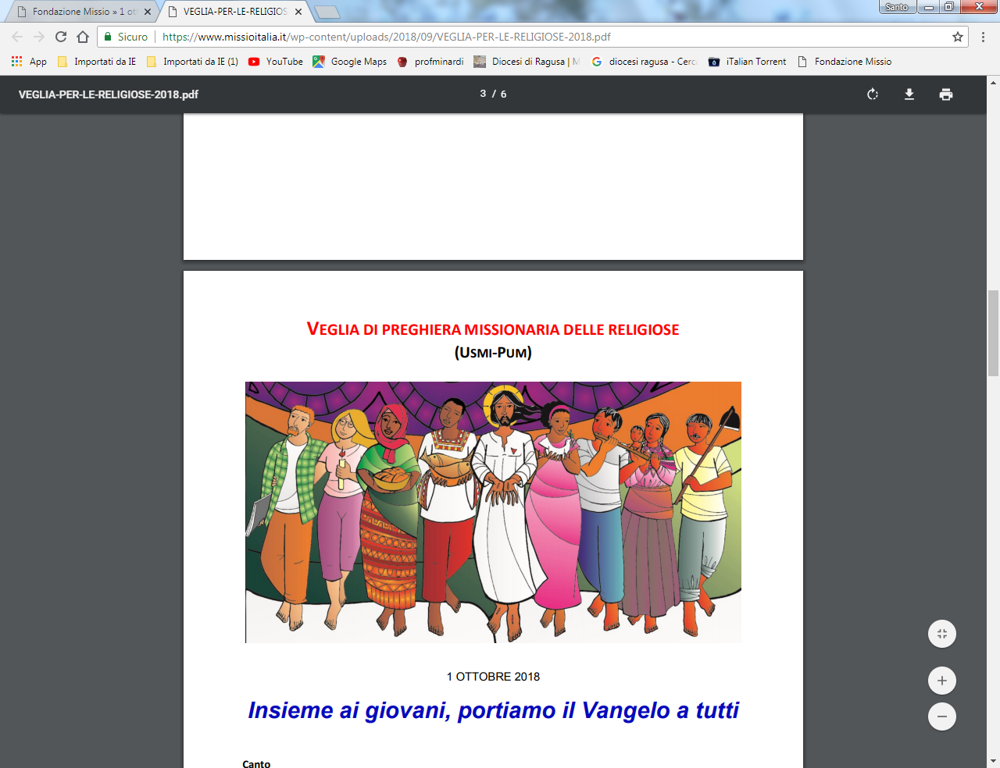 Fondazione Missio » 1 ott
VEGLIA-PER-LE-RELIGIOS
Santo
Sicuro
https://www.missioitalia.it/wp-content/uploads/2018/09/VEGLIA-PER-LE-RELIGIOSE-2018.pdf
App
Importati da IE
Importati da IE (1)
YouTube
Google Maps
profminardi
Diocesi di Ragusa | M
diocesi ragusa - Cerca
iTalian Torrent
Fondazione Missio
VEGLIA-PER-LE-RELIGIOSE-2018.pdf
3 / 6
VEGLIA DI PREGHIERA MISSIONARIA DELLE RELIGIOSE
(USMI-PUM)
1 OTTOBRE 2018
Insieme ai giovani, portiamo il Vangelo a tutti
Canto